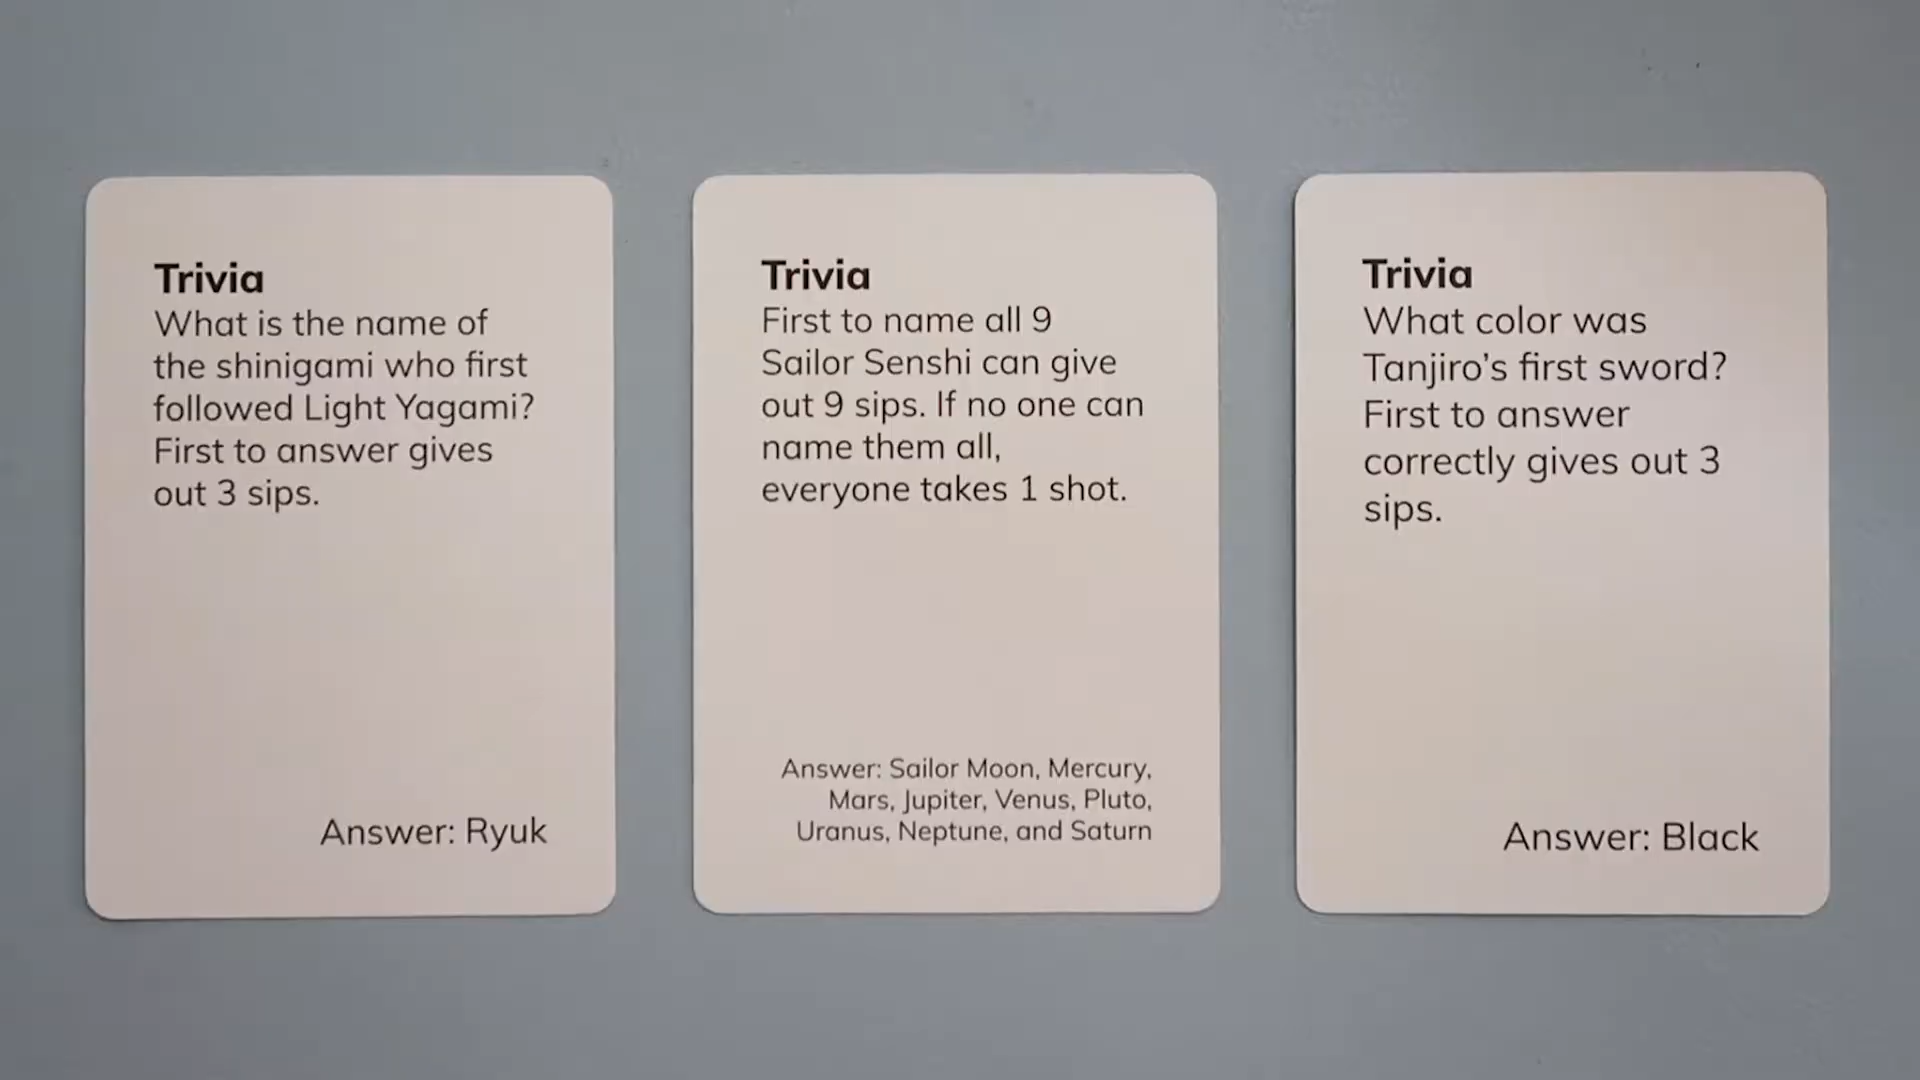 Trivia
What is the name of
the shinigami who first
followed Light Yagami?
First to answer gives
out 3 sips.
Answer: Ryuk
Trivia
First to name all 9
Sailor Senshi can give
out 9 sips. If no one can
name them all,
everyone takes 1 shot.
Answer: Sailor Moon, Mercury,
Mars, Jupiter, Venus, Pluto,
Uranus, Neptune, and Saturn
Trivia
What color was
Tanjiro’s first sword?
First to answer
correctly gives out 3
sips.
Answer: Black